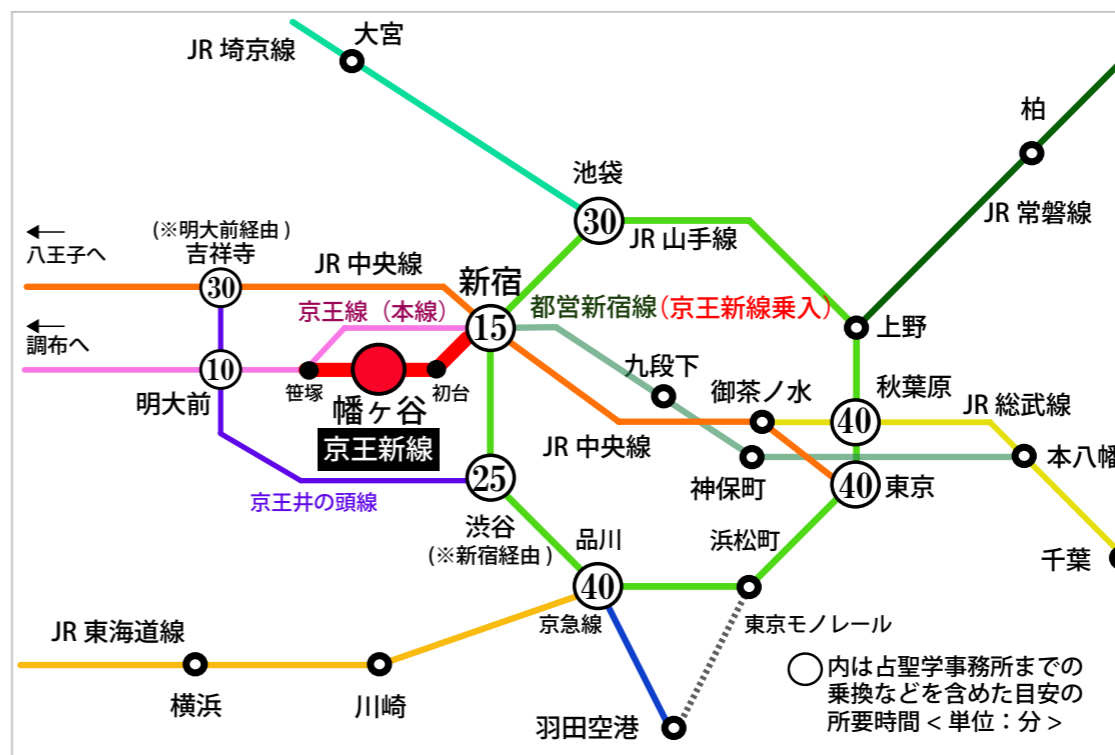 大宮
JR 埼京線
柏
池袋
30
JR 山手線
JR 常磐線
(※明大前経由)
吉祥寺
30
八王子へ
JR 中央線
新宿
15
京王線（本線）
都営新宿線(京王新線乗入)
調布へ
上野
10
明大前
笹塚
幡ヶ谷
初台
京王新線
九段下
御茶ノ水
秋葉原
40
JR 総武線
JR 中央線
神保町
本八幡
京王井の頭線
25
渋谷
(※新宿経由)
40
東京
品川
40
浜松町
千葉
京急線
東京モノレール
JR 東海道線
横浜
川崎
羽田空港
内は占聖学事務所までの
乗換などを含めた目安の
所要時間 < 単位：分 >